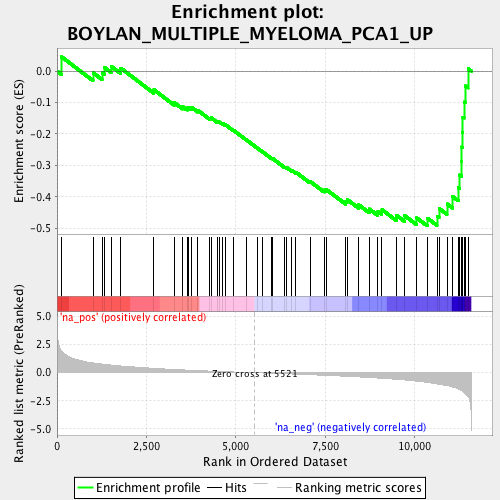 Enrichment plot:
BOYLAN_MULTIPLE_MYELOMA_PCA1_UP
Enrichment score (ES)
0.0
-0.1
-0.2
-0.3
-0.4
-0.5
'na_pos' (positively correlated)
Ranked list metric (PreRanked)
5.0
2.5
0.0
-2.5
-5.0
Zero cross at 5521
'na_neg' (negatively correlated)
0
2,500
5,000
7,500
10,000
Rank in Ordered Dataset
Enrichment profile
Hits
Ranking metric scores